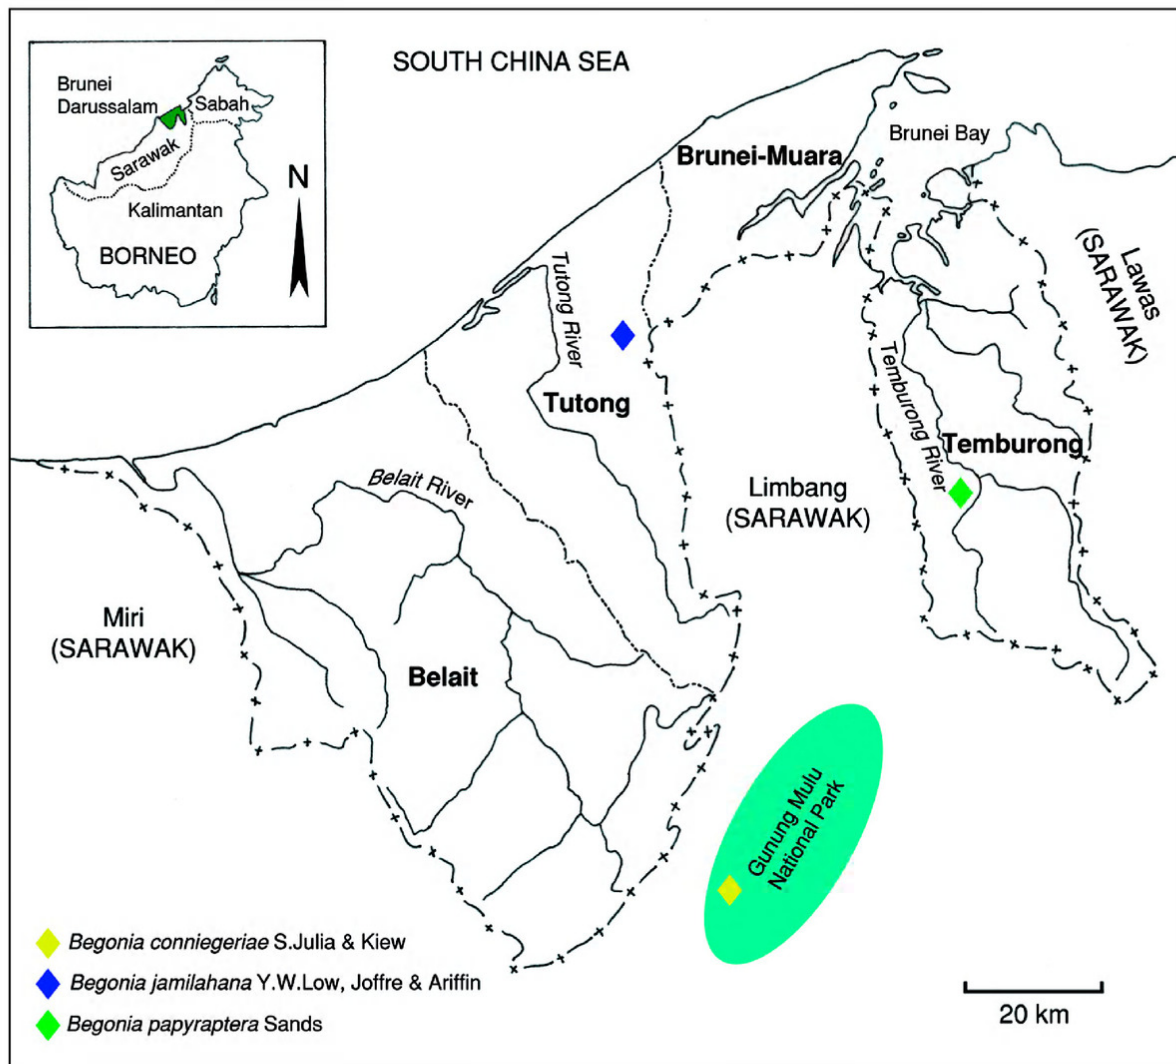 SOUTH CHINA SEA
Brunei
Darussalam
Sabah
Sarawak
Kalimantan
BORNEO
N
Brunei-Muara
Brunei Bay
Lawas
(SARAWAK)
Tutong River
Tutong
Temburong River
Temburong
Belait River
Limbang
(SARAWAK)
Miri
(SARAWAK)
Belait
Gunung Mulu
National Park
Begonia conniegeriae S.Julia & Kiew
Begonia jamilahana Y.W.Low, Joffre & Ariffin
Begonia papyraptera Sands
20 km